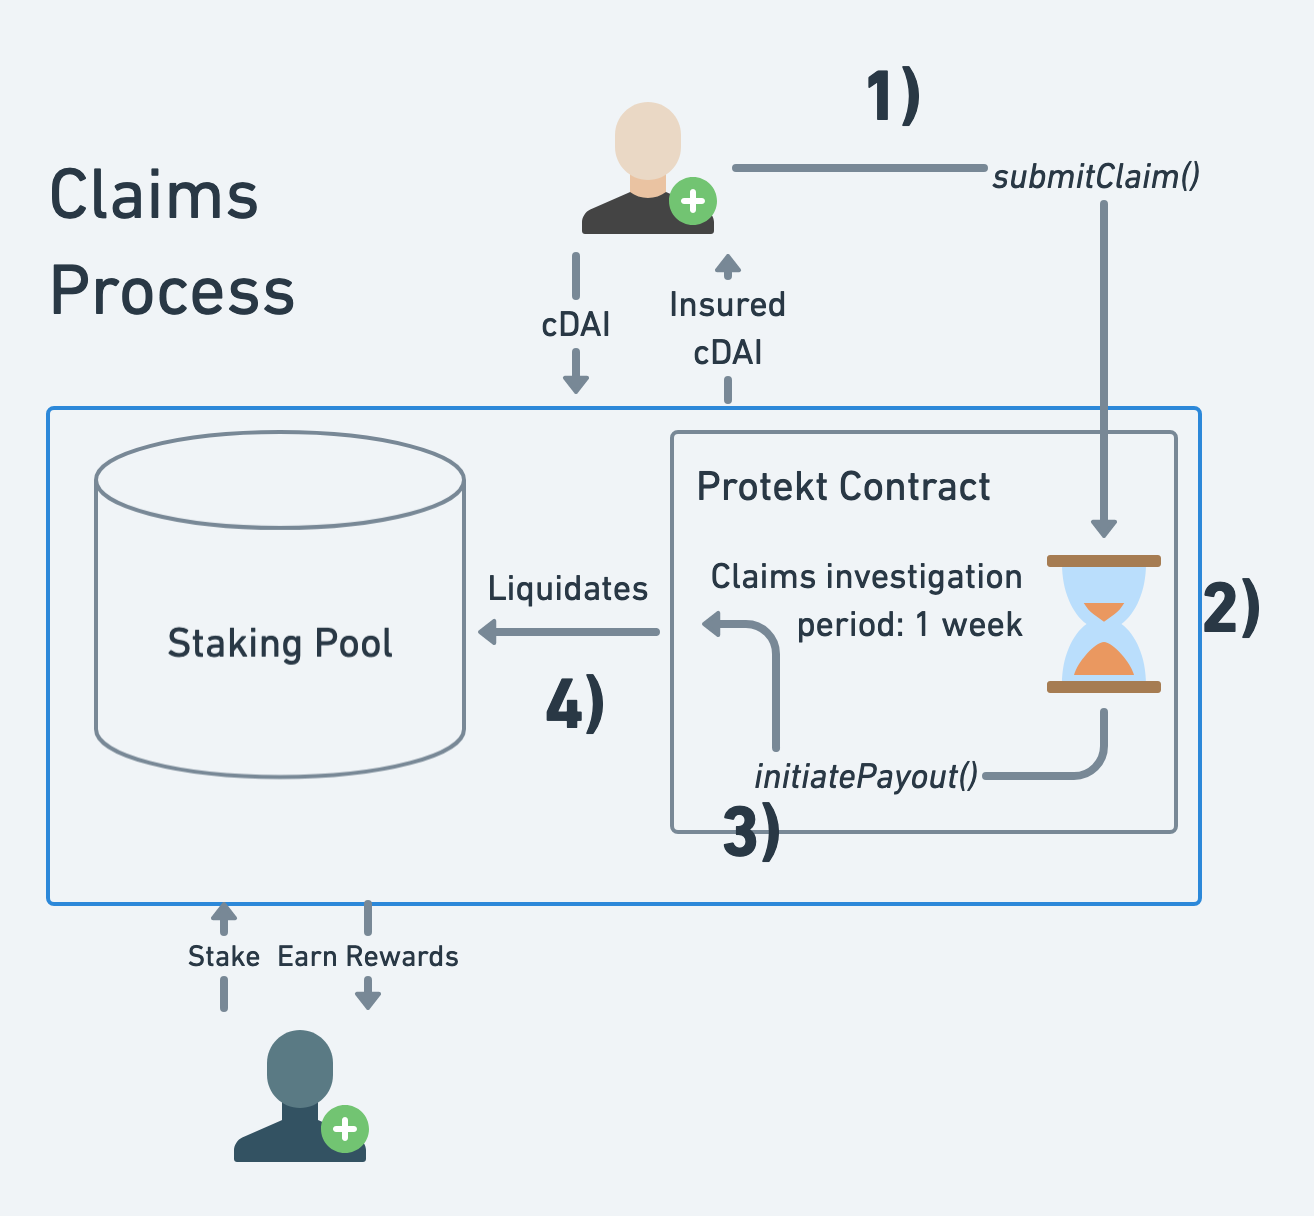 Claims
Process
1)
submitClaim()
cDAI
Insured
cDAI
Protekt Contract
Claims investigation
period: 1 week
2)
Liquidates
Staking Pool
4)
initiatePayout()
3)
Stake
Earn Rewards